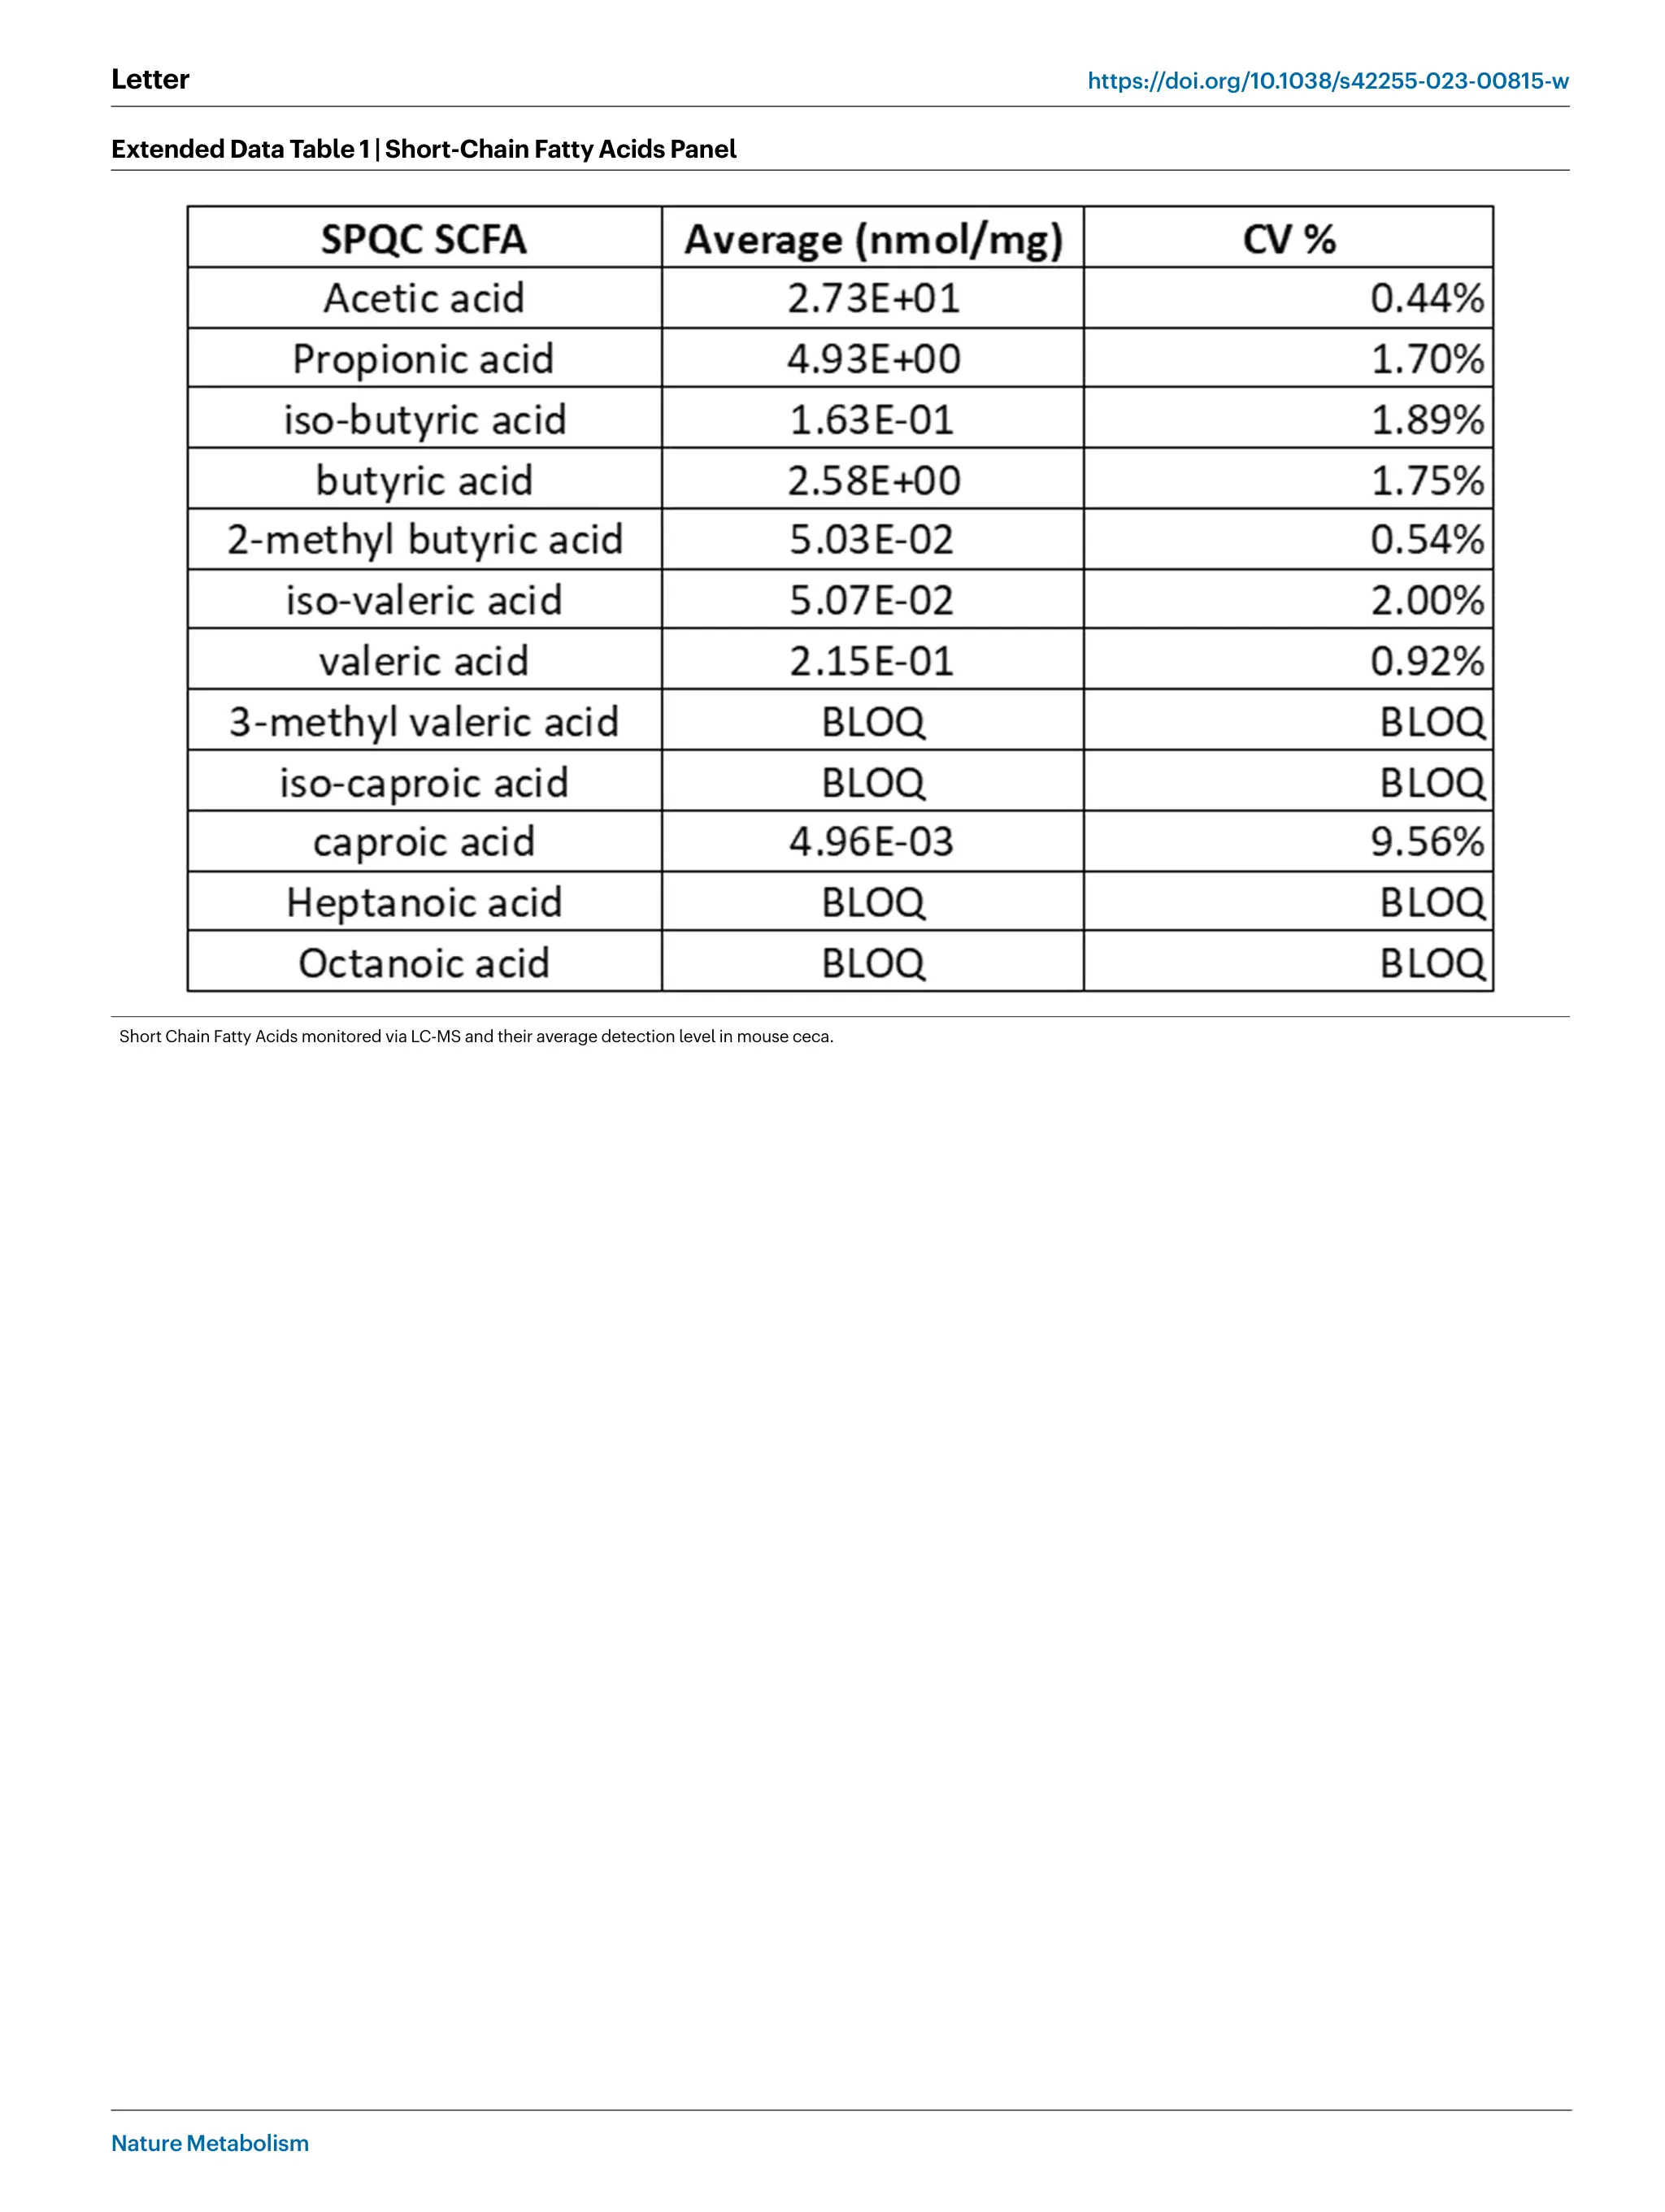 Letter https://doi.org/10.1038/s42255-023-00815-w
Extended Data Table 1 | Short-Chain Fatty Acids Panel
SPQC SCFA Average (nmol/mg) CV %
Acetic acid 2.73E+01 0.44%
Propionic acid 4.93E+00 1.70%
iso-butyric acid 1.63E-01 1.89%
butyric acid 2.58E+00 1.75%
2-methyl butyric acid 5.03E-02 0.54%
iso-valeric acid 5.07E-02 2.00%
valeric acid 2.15E-01 0.92%
3-methyl valeric acid BLOQ BLOQ
iso-caproic acid BLOQ BLOQ
caproic acid 4.96E-03 9.56%
Heptanoic acid BLOQ BLOQ
Octanoic acid BLOQ BLOQ
Short Chain Fatty Acids monitored via LC-MS and their average detection level in mouse ceca.
Nature Metabolism